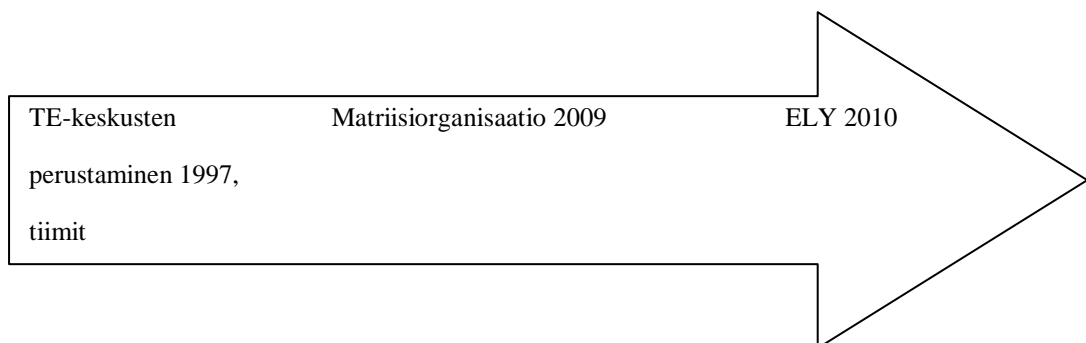 TE-keskusten
perustaminen 1997,
tiimit
Matriisiorganisaatio 2009
ELY 2010